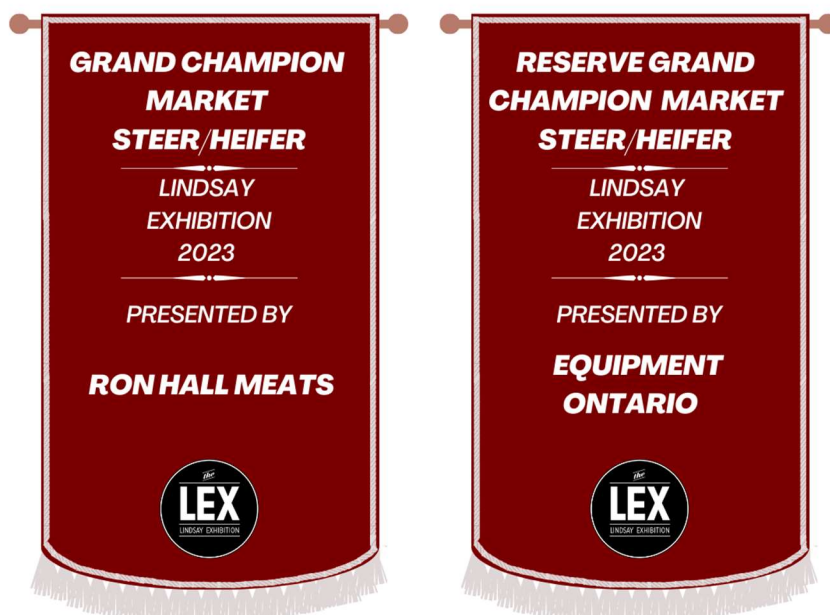 GRAND CHAMPION
MARKET
STEER/HEIFER
LINDSAY
EXHIBITION
2023
PRESENTED BY
RON HALL MEATS
the
LEX
LINDSAY EXHIBITION
RESERVE GRAND
CHAMPION MARKET
STEER/HEIFER
LINDSAY
EXHIBITION
2023
PRESENTED BY
EQUIPMENT
ONTARIO
the
LEX
LINDSAY EXHIBITION